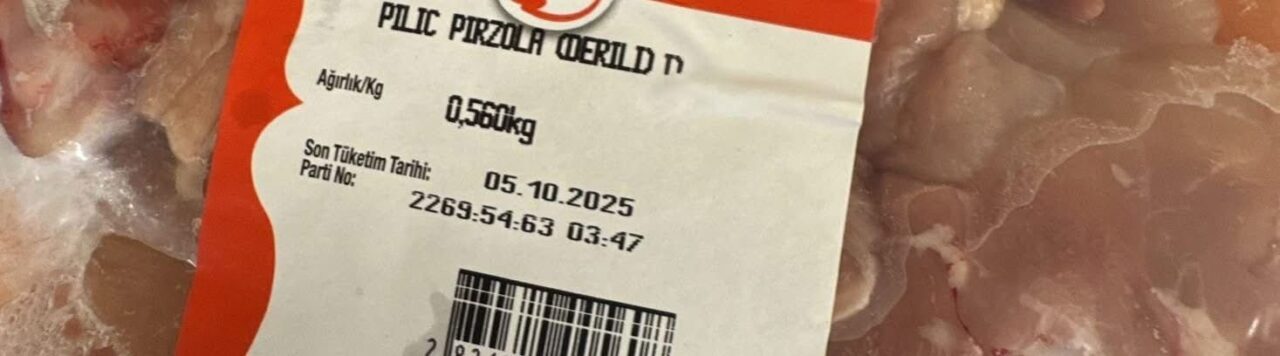 PILIC PIRZOLA (DERILI)
Ağırlık/Kg
0,560kg
Son Tüketim Tarihi: 05.10.2025
Parti No: 2269:54:63 03:47